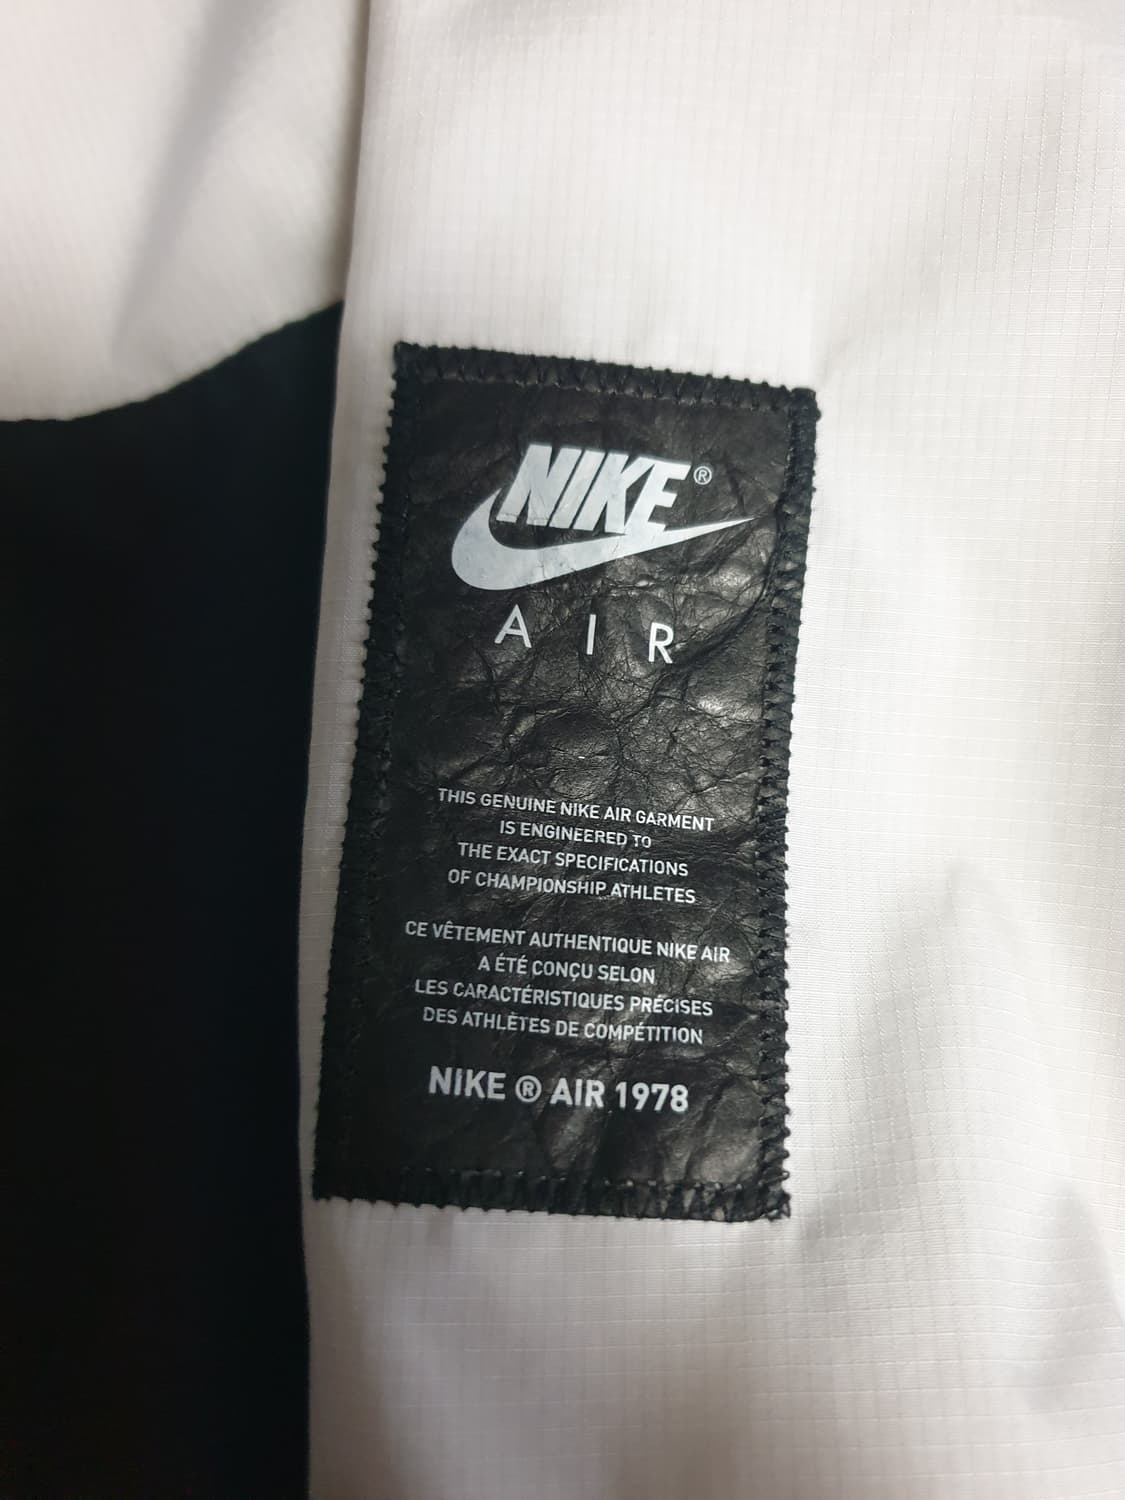 NIKE®
AIR
THIS GENUINE NIKE AIR GARMENT
IS ENGINEERED TO
THE EXACT SPECIFICATIONS
OF CHAMPIONSHIP ATHLETES
CE VÊTEMENT AUTHENTIQUE NIKE AIR
A ÉTÉ CONÇU SELON
LES CARACTÉRISTIQUES PRÉCISES
DES ATHLÈTES DE COMPÉTITION
NIKE ® AIR 1978